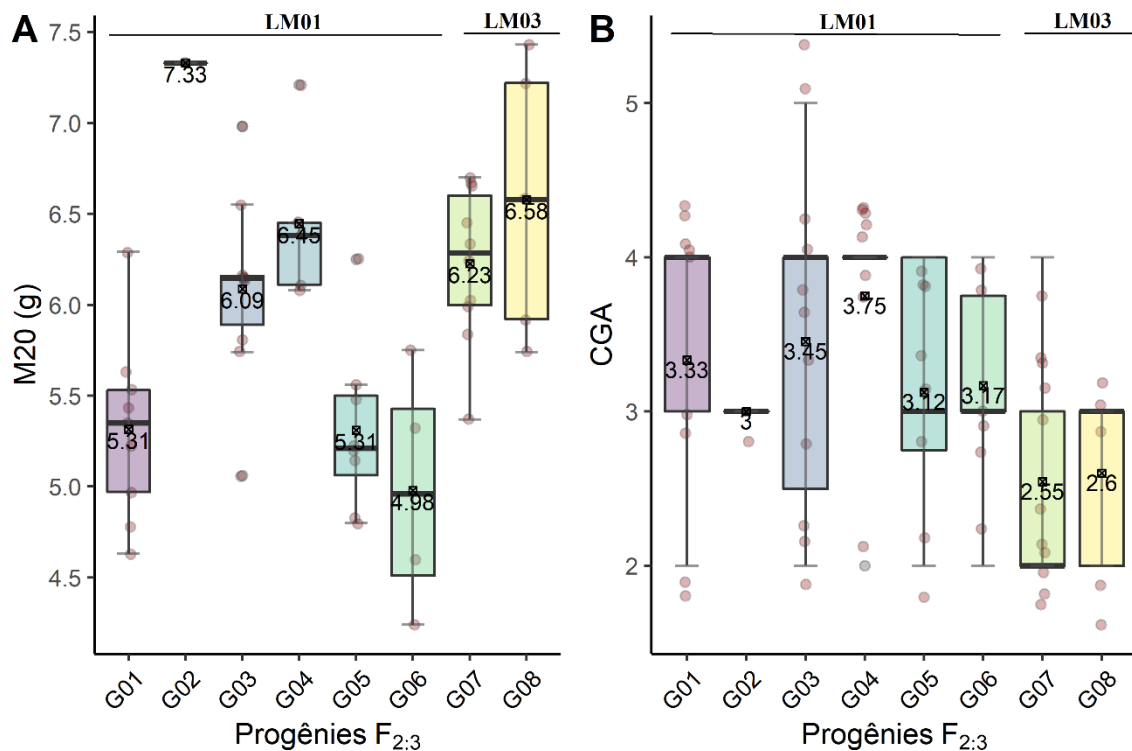 A
LM01
LM03
7.5
7.0
6.5
6.0
5.5
5.0
4.5
M20 (g)
5.31
7.33
6.09
6.45
5.31
4.98
6.23
6.58
G01
G02
G03
G04
G05
G06
G07
G08
Progênies F2:3
B
LM01
LM03
5
4
3
2
CGA
3.33
3
3.45
3.75
3.12
3.17
2.55
2.6
G01
G02
G03
G04
G05
G06
G07
G08
Progênies F2:3